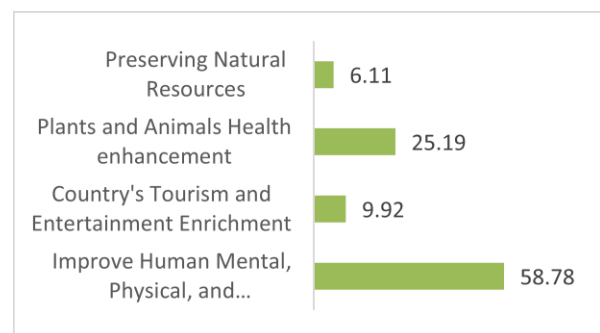 Preserving Natural
Resources
6.11
Plants and Animals Health
enhancement
25.19
Country's Tourism and
Entertainment Enrichment
9.92
Improve Human Mental,
Physical, and...
58.78